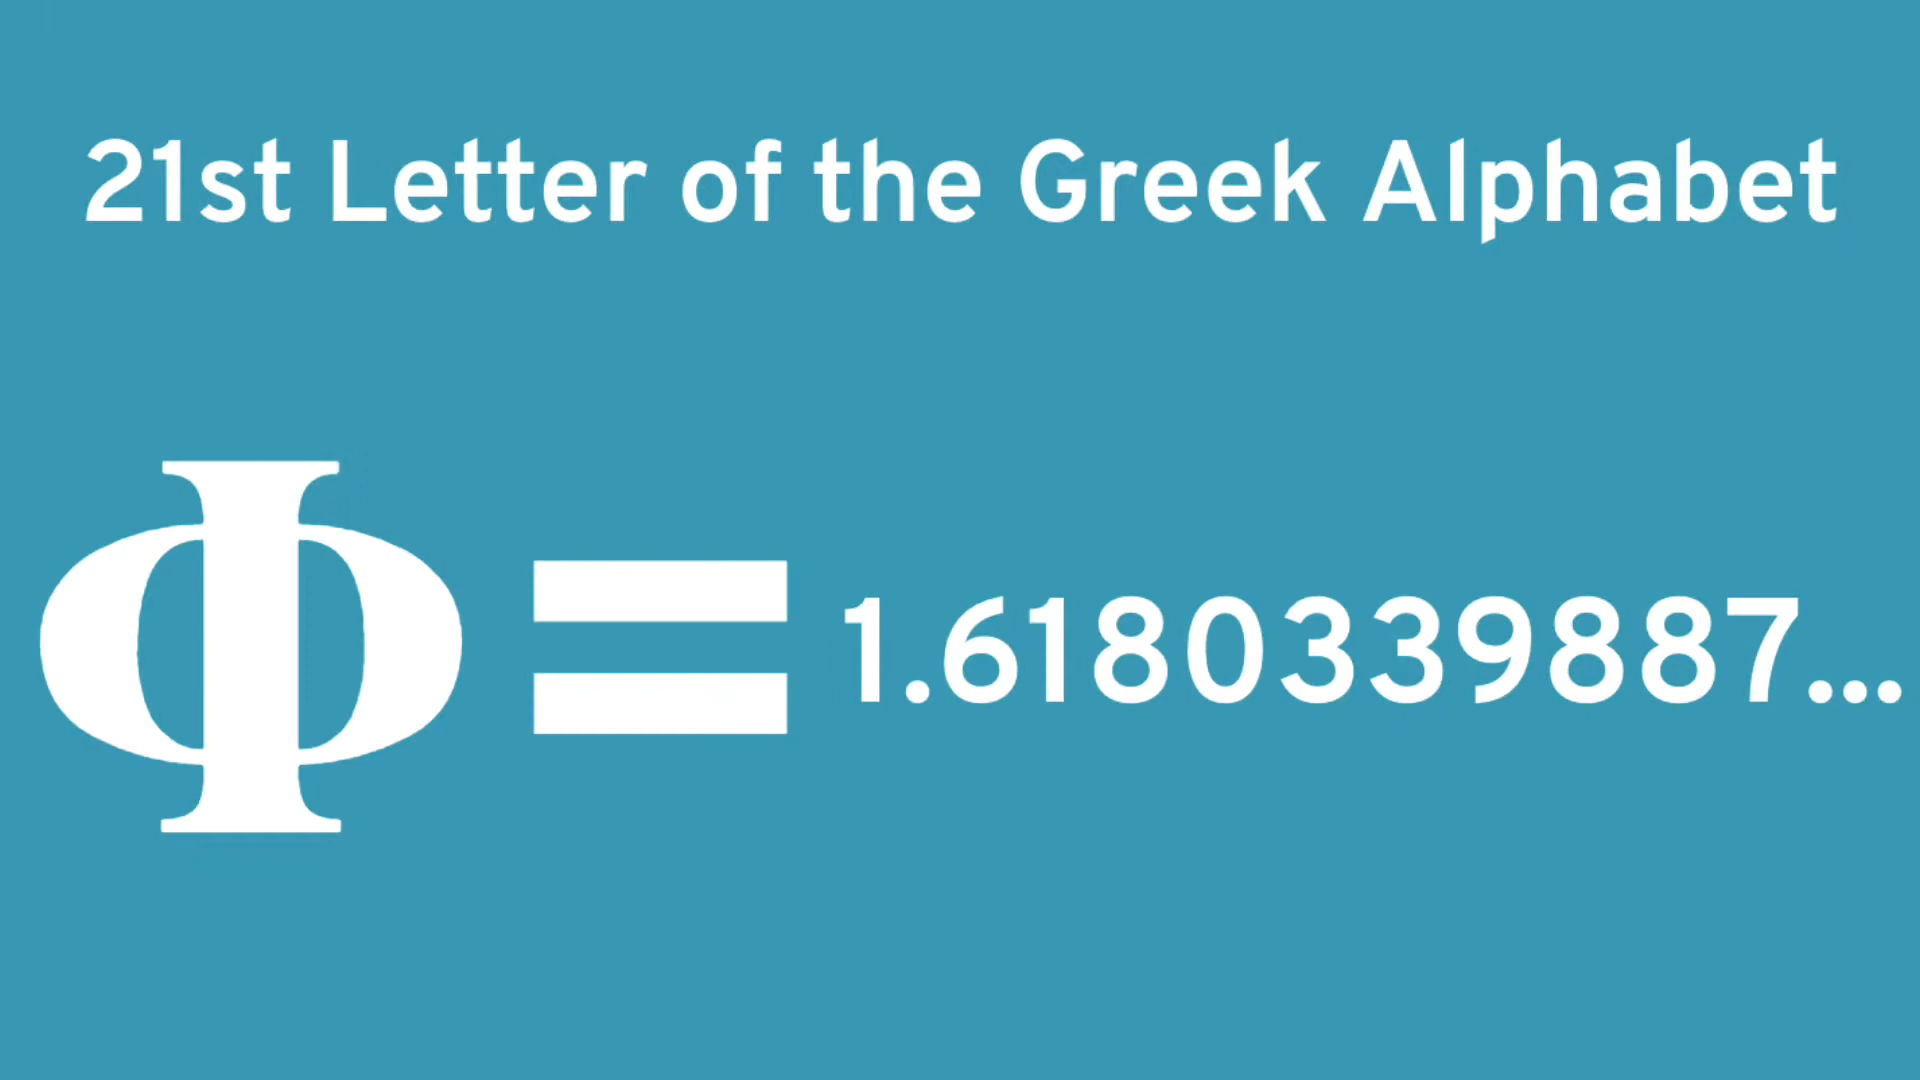 21st Letter of the Greek Alphabet
Φ = 1.6180339887...